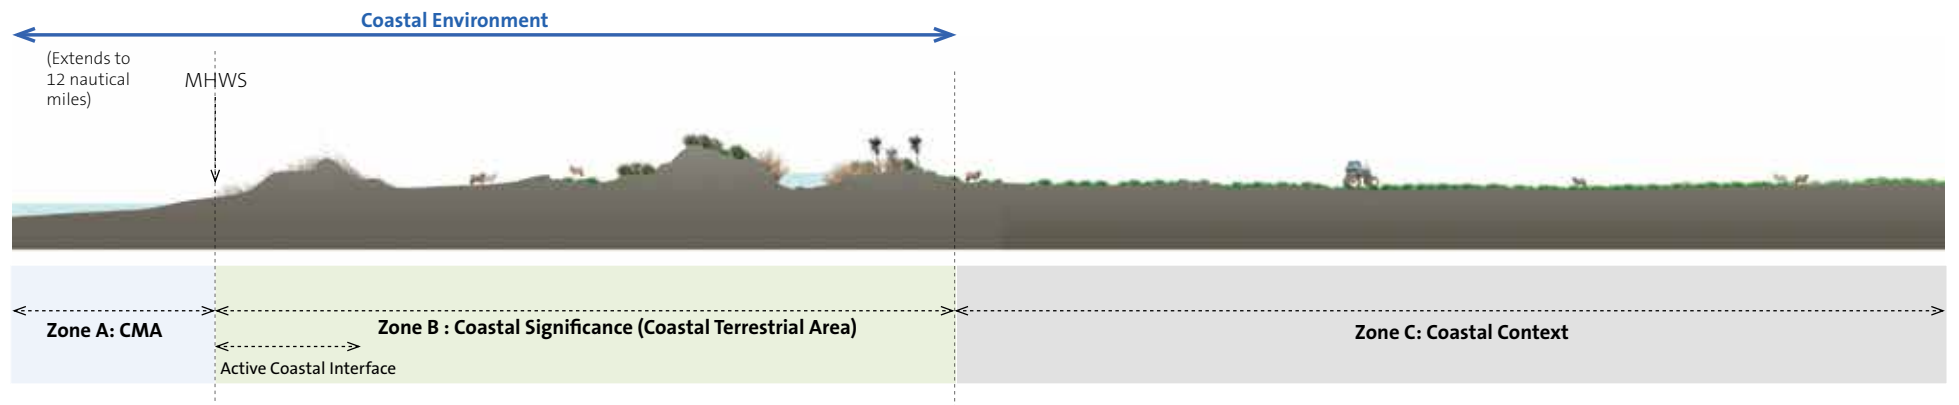 Coastal Environment
(Extends to
12 nautical
miles)
MHWS
Zone A: CMA
Zone B : Coastal Significance (Coastal Terrestrial Area)
Zone C: Coastal Context
Active Coastal Interface